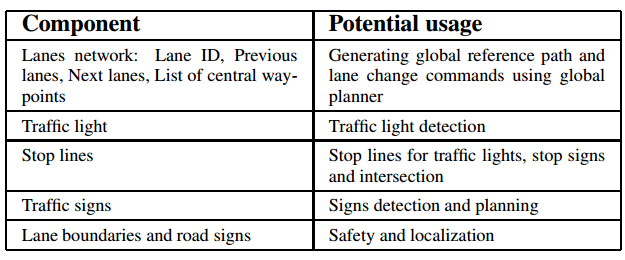 Component
Potential usage
Lanes network: Lane ID, Previous
lanes, Next lanes, List of central way-
points
Generating global reference path and
lane change commands using global
planner
Traffic light
Traffic light detection
Stop lines
Stop lines for traffic lights, stop signs
and intersection
Traffic signs
Signs detection and planning
Lane boundaries and road signs
Safety and localization